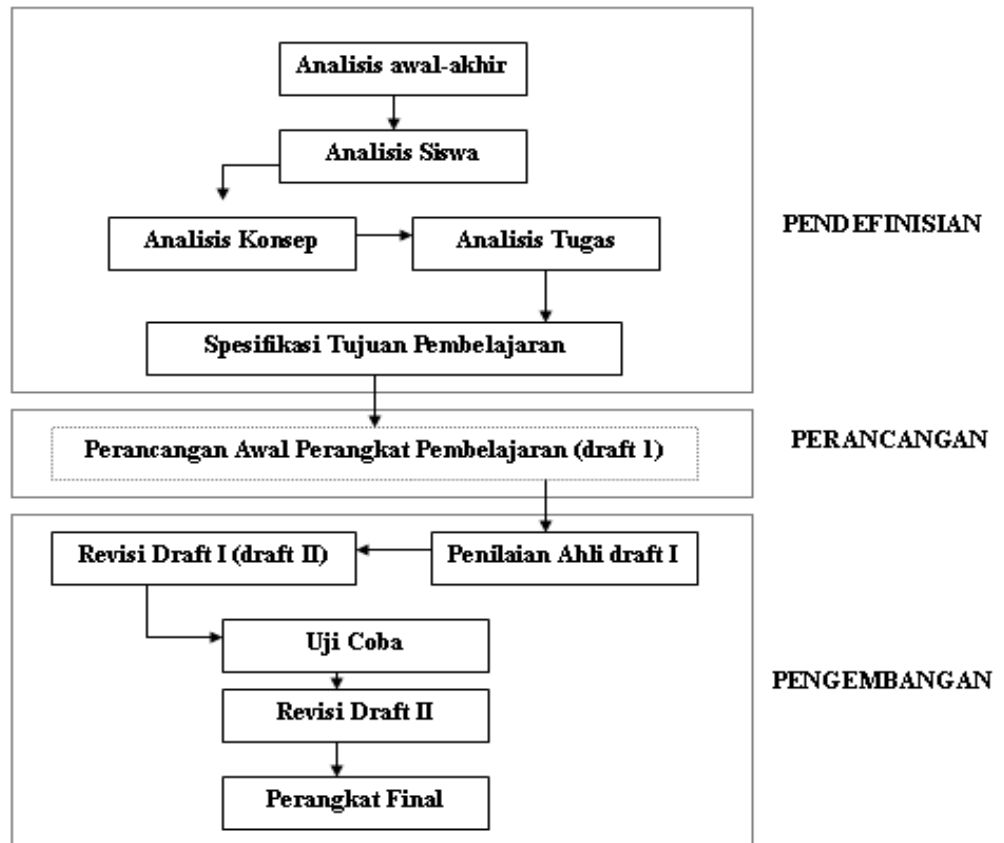 Analisis awal-akhir
Analisis Siswa
Analisis Konsep
Analisis Tugas
Spesifikasi Tujuan Pembelajaran
PENDEFINISIAN
Perancangan Awal Perangkat Pembelajaran (draft 1)
PERANCANGAN
Revisi Draft I (draft II)
Penilaian Ahli draft I
Uji Coba
Revisi Draft II
Perangkat Final
PENGEMBANGAN